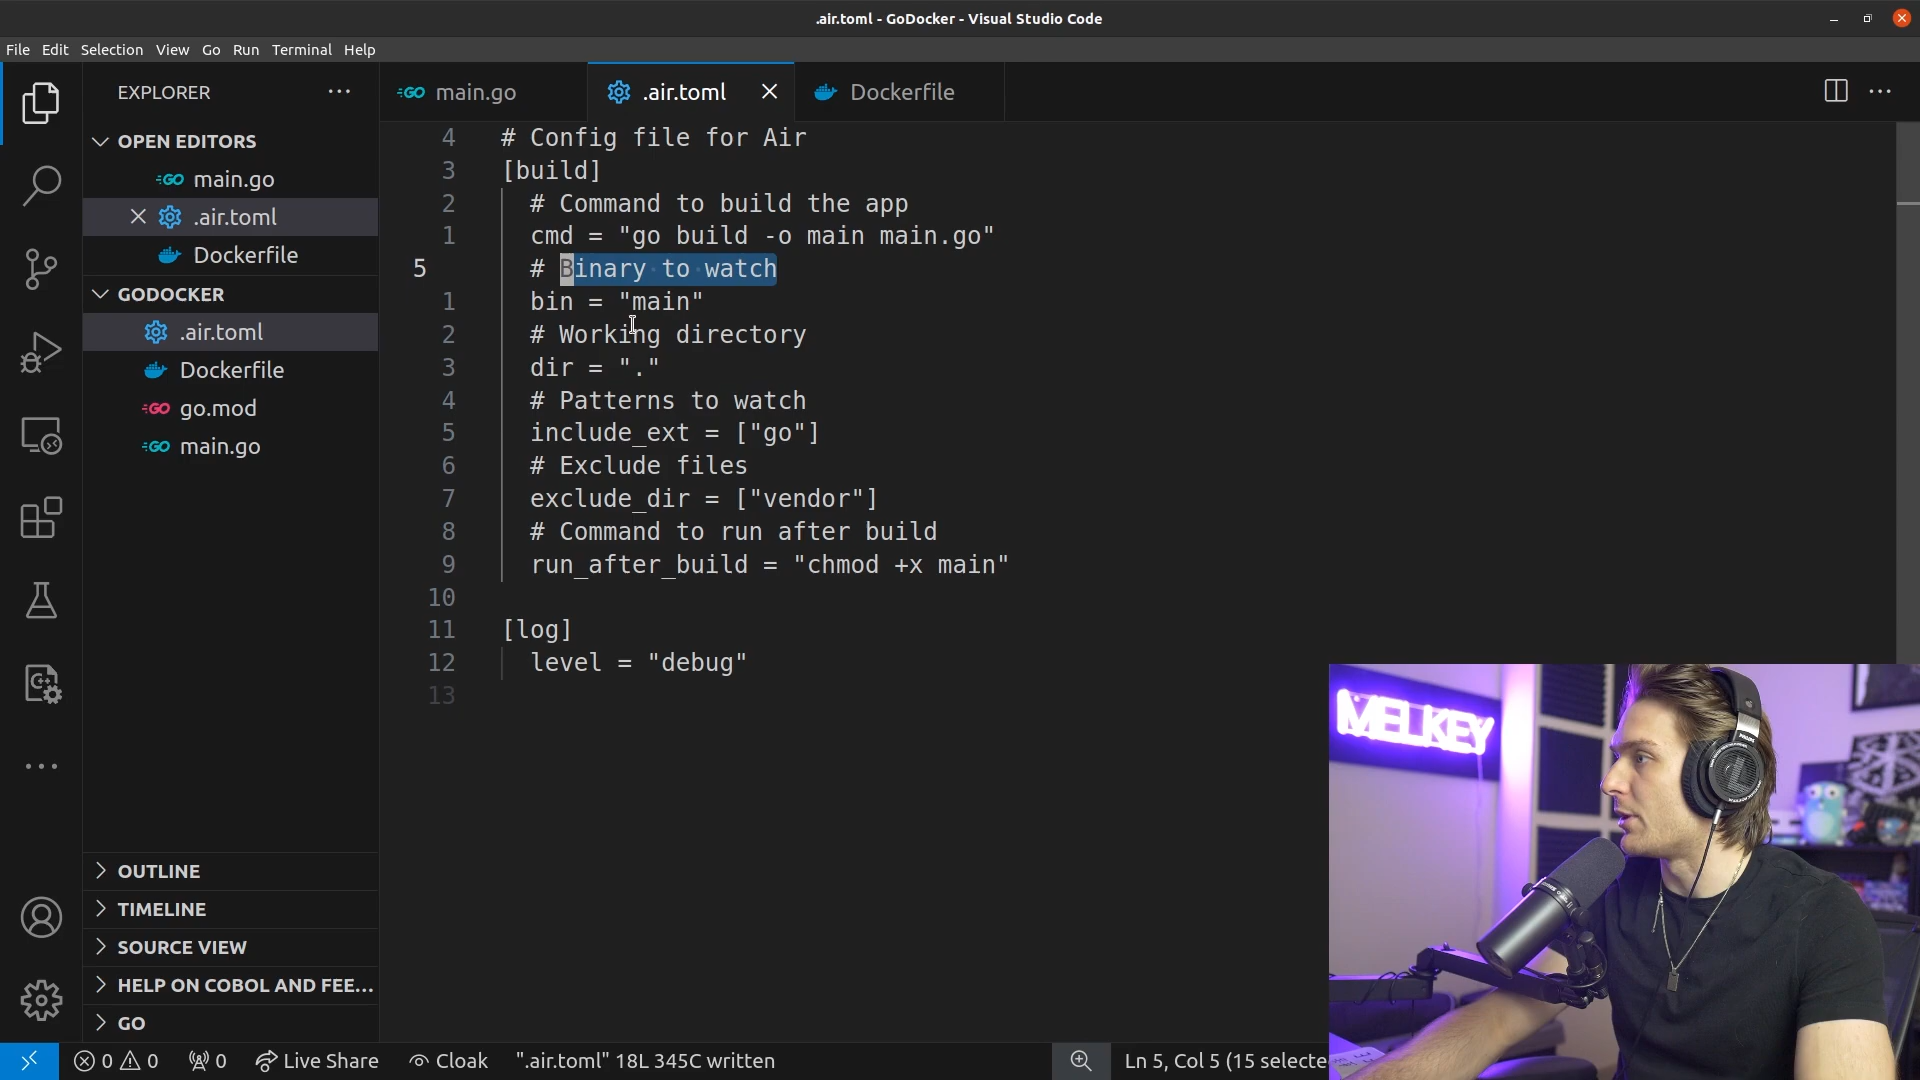 .air.toml - GoDocker - Visual Studio Code
File Edit Selection View Go Run Terminal Help
EXPLORER
OPEN EDITORS
main.go
.air.toml
Dockerfile
GODOCKER
.air.toml
Dockerfile
go.mod
main.go
OUTLINE
TIMELINE
SOURCE VIEW
HELP ON COBOL AND FEE...
GO
main.go .air.toml Dockerfile
4 # Config file for Air
3 [build]
2 # Command to build the app
1 cmd = "go build -o main main.go"
5 # Binary to watch
1 bin = "main"
2 # Working directory
3 dir = "."
4 # Patterns to watch
5 include_ext = ["go"]
6 # Exclude files
7 exclude_dir = ["vendor"]
8 # Command to run after build
9 run_after_build = "chmod +x main"
10
11 [log]
12 level = "debug"
13
MELKEY
0 0 0 Live Share Cloak ".air.toml" 18L 345C written Ln 5, Col 5 (15 selecte